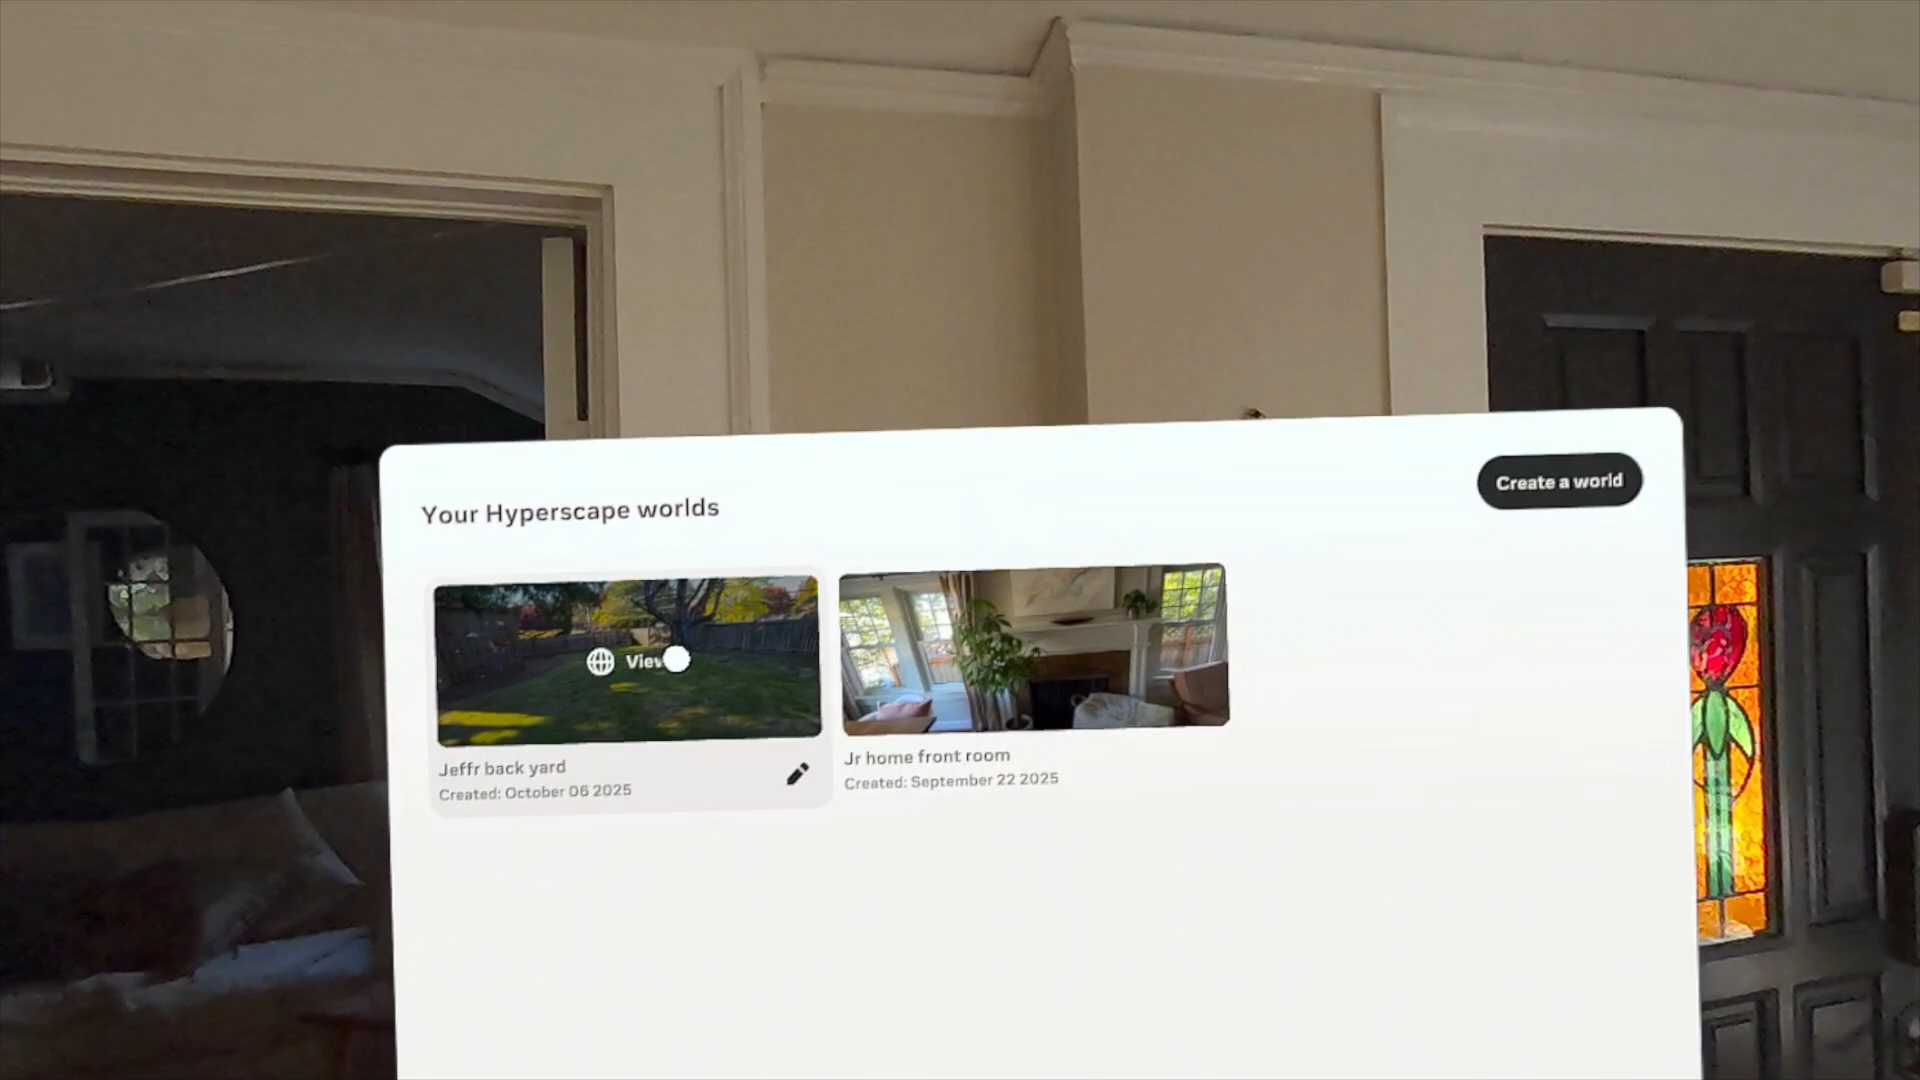 Your Hyperscape worlds
Create a world
Jeffr back yard
Created: October 06 2025
Jr home front room
Created: September 22 2025